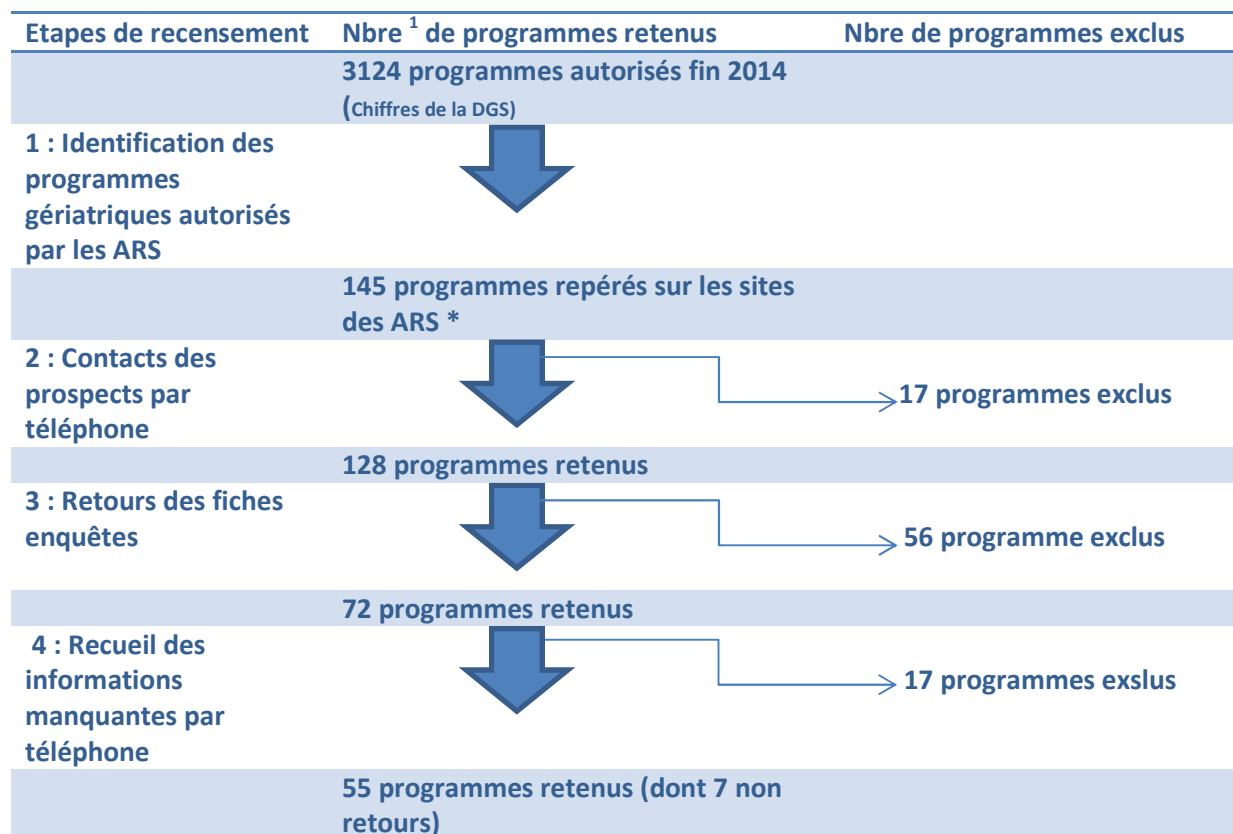 Etapes de recensement Nbre ¹ de programmes retenus Nbre de programmes exclus
3124 programmes autorisés fin 2014
(Chiffres de la DGS)
1 : Identification des
programmes
gériatriques autorisés
par les ARS
145 programmes repérés sur les sites
des ARS *
2 : Contacts des
prospects par
téléphone
17 programmes exclus
128 programmes retenus
3 : Retours des fiches
enquêtes
56 programme exclus
72 programmes retenus
4 : Recueil des
informations
manquantes par
téléphone
17 programmes exslus
55 programmes retenus (dont 7 non
retours)